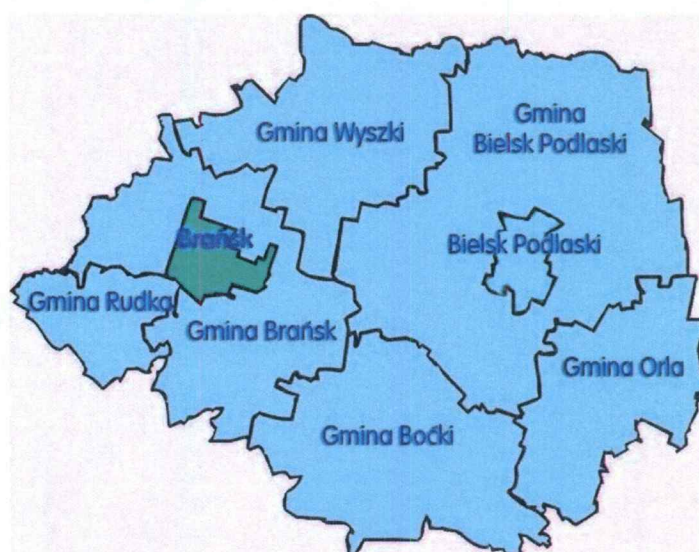 Gmina Wyszki
Gmina
Bielsk Podlaski
Brańsk
Bielsk Podlaski
Gmina Rudka
Gmina Brańsk
Gmina Orla
Gmina Boćki